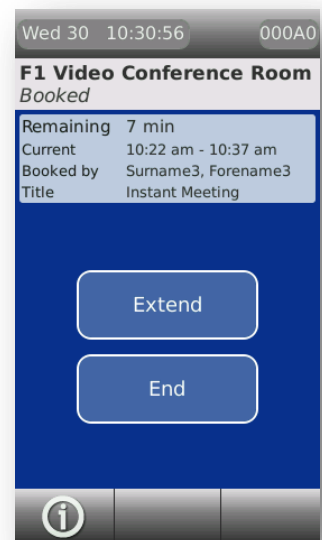 Wed 30 10:30:56 000A0
F1 Video Conference Room
Booked
Remaining 7 min
Current 10:22 am - 10:37 am
Booked by Surname3, Forename3
Title Instant Meeting
Extend
End